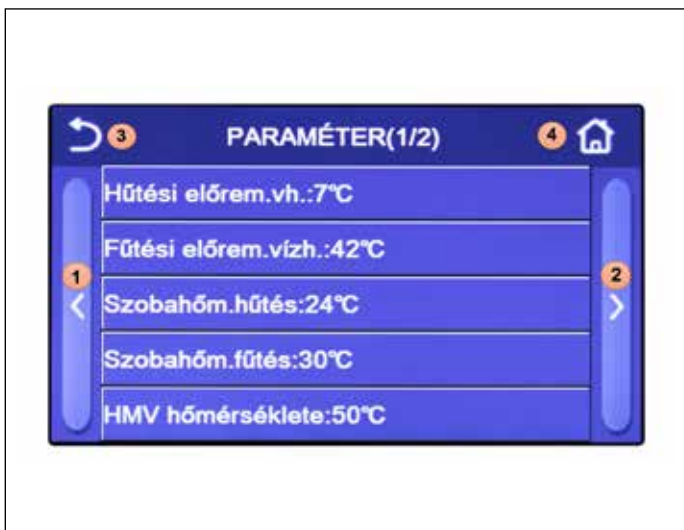 3 PARAMÉTER(1/2) 4
Hűtési előrem.vh.:7℃
Fűtési előrem.vízh.:42℃
1 2
Szobahőm.hűtés:24℃
Szobahőm.fűtés:30℃
HMV hőmérséklete:50℃